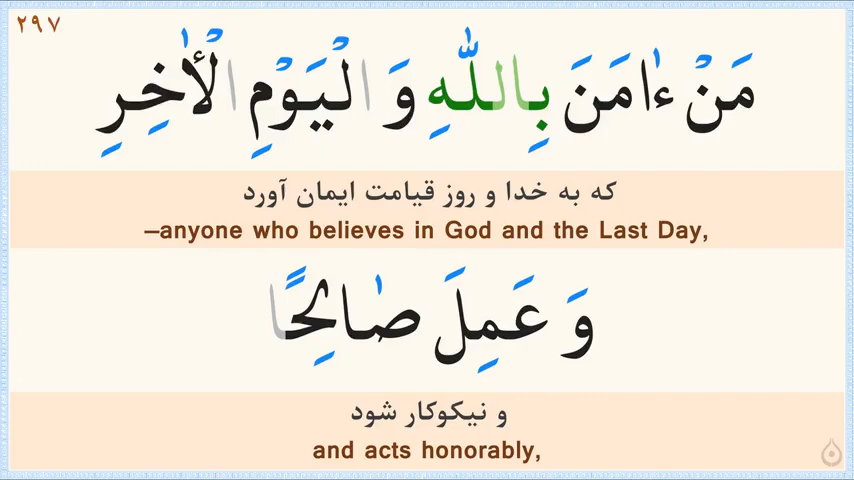 ۲۹۷
مَنْ ءٰامَنَ بِاللّٰهِ وَ الْيَوْمِ الْأٰخِرِ
که به خدا و روز قیامت ایمان آورد
–anyone who believes in God and the Last Day,
وَ عَمِلَ صٰالِحًا
و نیکوکار شود
and acts honorably,